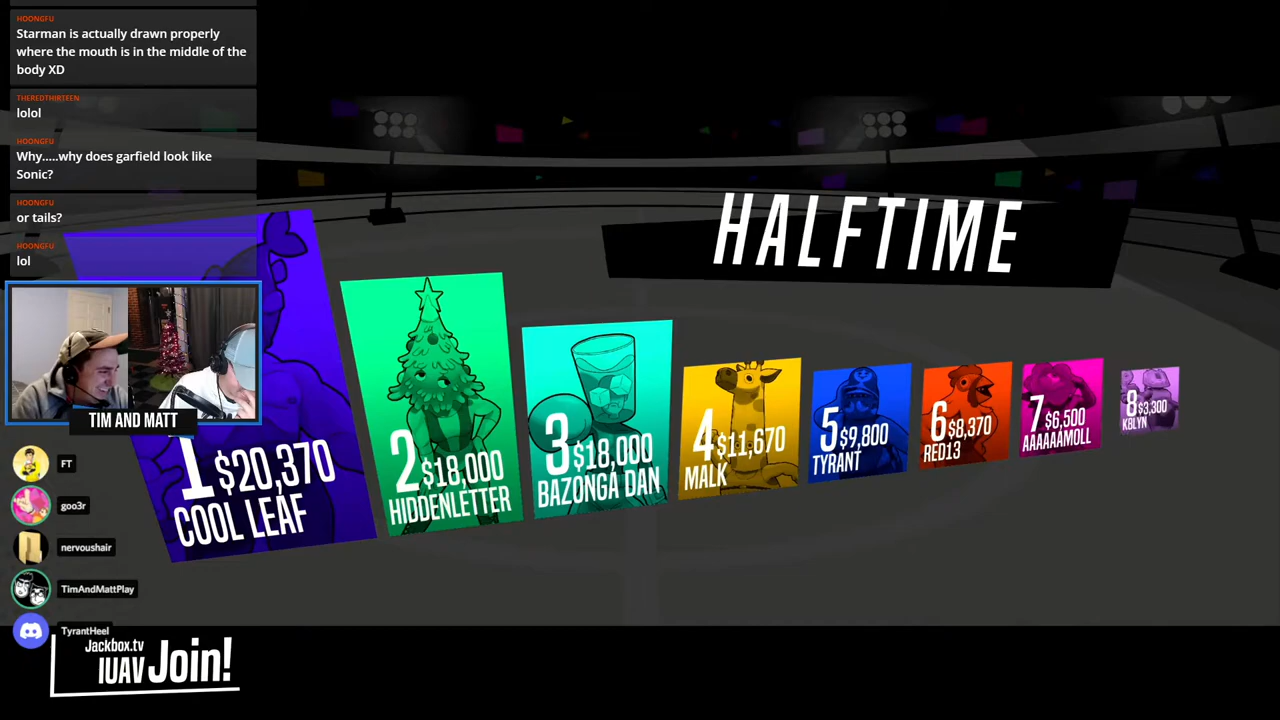 HOONGFU
Starman is actually drawn properly
where the mouth is in the middle of the
body XD
THEREDTHIRTEEN
lolol
HOONGFU
Why.....why does garfield look like
Sonic?
HOONGFU
or tails?
HOONGFU
lol
HALFTIME
TIM AND MATT
1 $20,370
COOL LEAF
2 $18,000
HIDDENLETTER
3 $18,000
BAZONGA DAN
4 $11,670
MALK
5 $9,800
TYRANT
6 $8,370
RED13
7 $6,500
AAAAAAMOLL
8 $3,300
KBLYN
FT
goo3r
nervoushair
TimAndMattPlay
TyrantHeel
Jackbox.tv
IUAV Join!